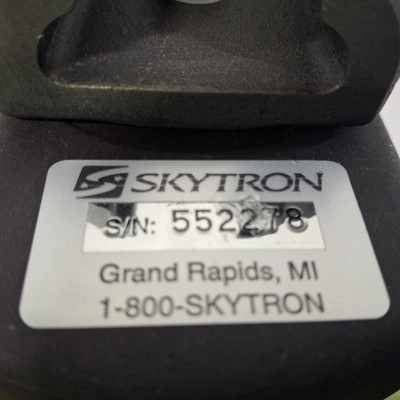 SKYTRON
S/N: 552278
Grand Rapids, MI
1-800-SKYTRON